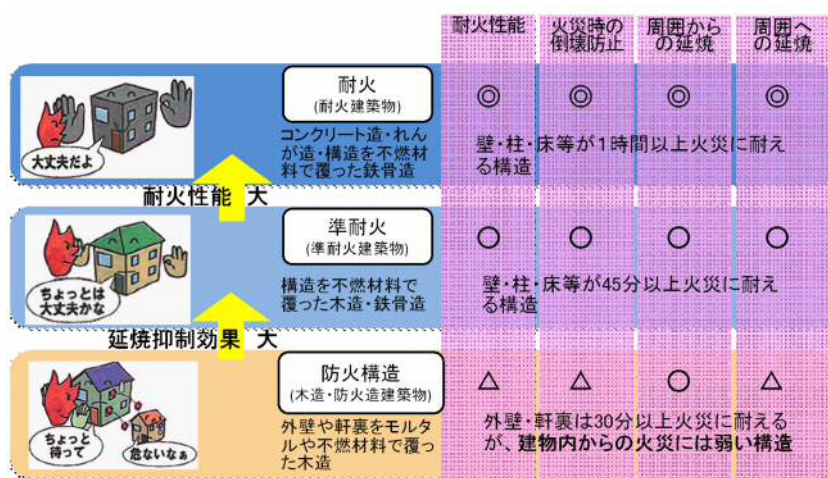 耐火性能
火災時の
倒壊防止
周囲から
の延焼
周囲へ
の延焼
大丈夫だよ
耐火
(耐火建築物)
コンクリート造・れん
が造・構造を不燃材
料で覆った鉄骨造
◎ ◎ ◎ ◎
壁・柱・床等が1時間以上火災に耐え
る構造
耐火性能 大
ちょっとは
大丈夫かな
準耐火
(準耐火建築物)
構造を不燃材料で
覆った木造・鉄骨造
○ ○ ○ ○
壁・柱・床等が45分以上火災に耐え
る構造
延焼抑制効果 大
ちょっと
待って
危ないなぁ
防火構造
(木造・防火造建築物)
外壁や軒裏をモルタ
ルや不燃材料で覆っ
た木造
△ △ ○ △
外壁・軒裏は30分以上火災に耐える
が、建物内からの火災には弱い構造